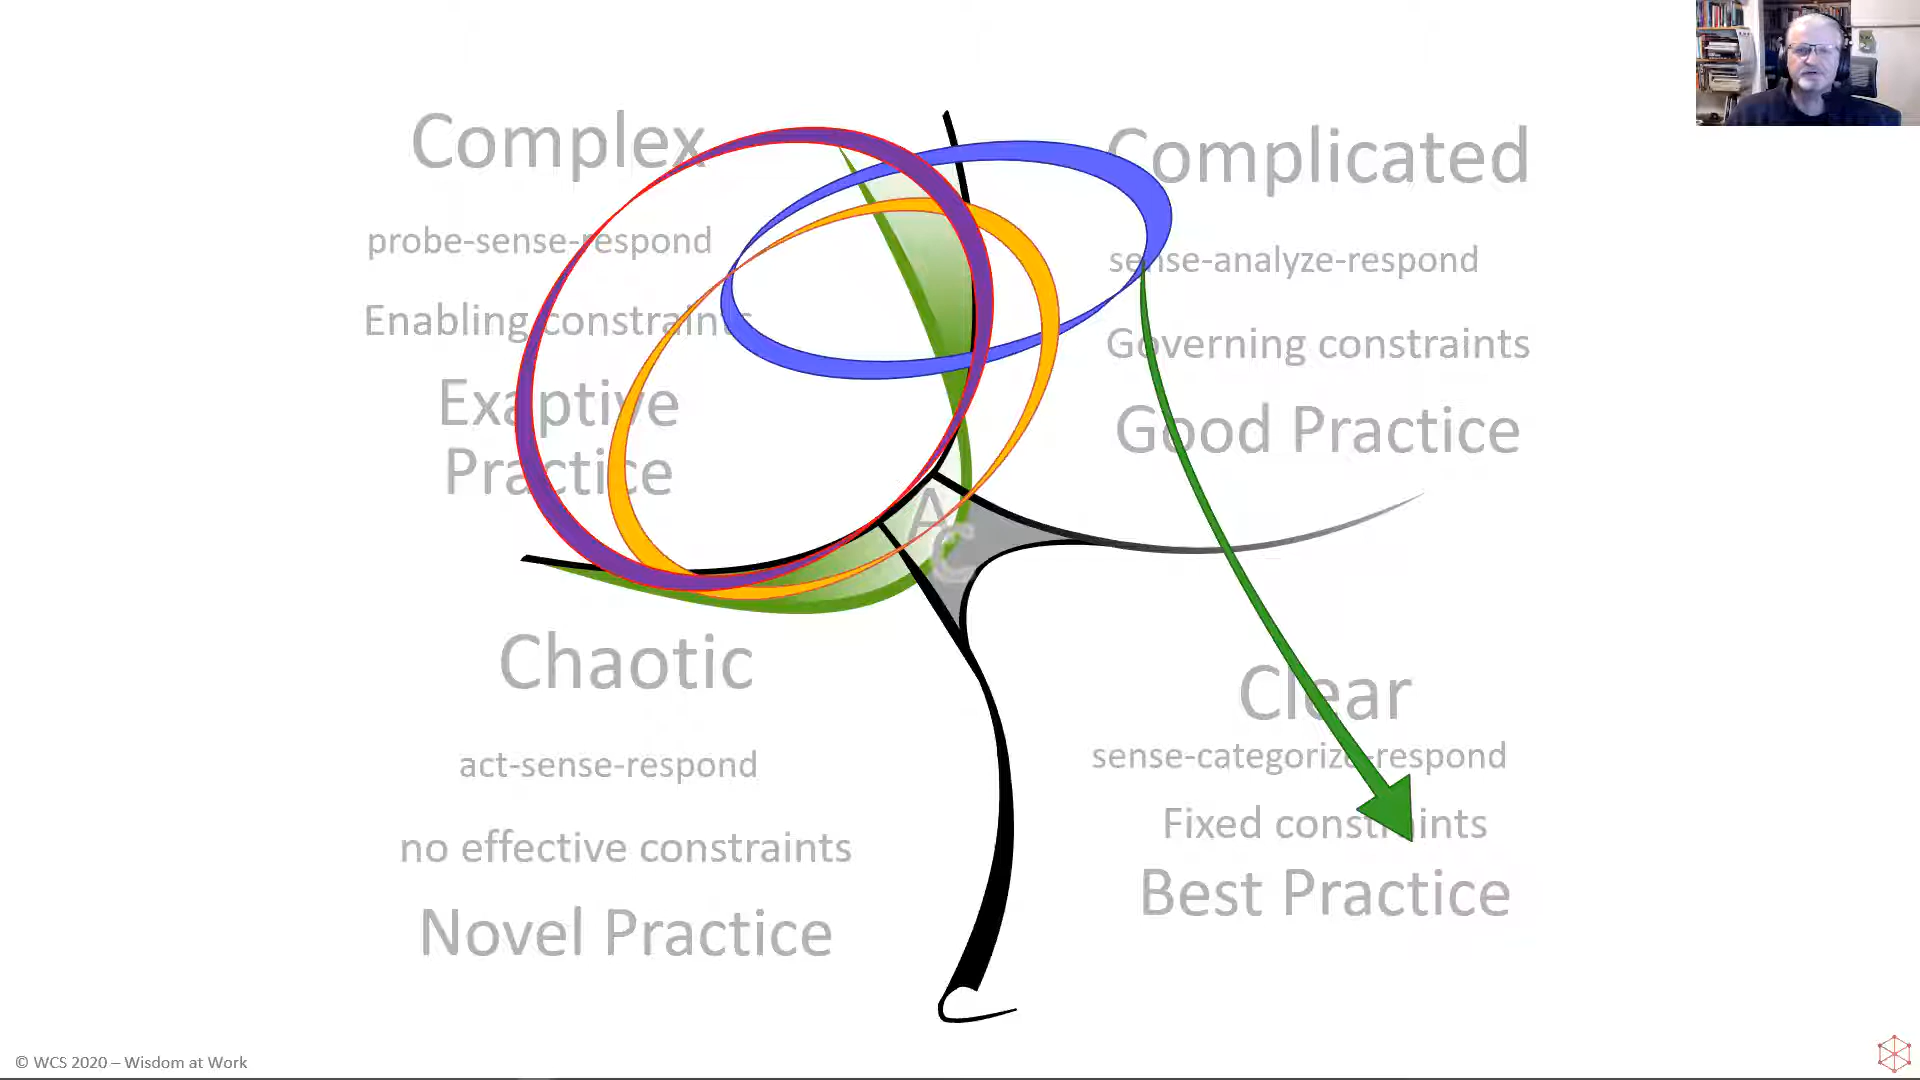 Complex
probe-sense-respond
Enabling constraints
Exaptive
Practice
Complicated
sense-analyze-respond
Governing constraints
Good Practice
A
C
Chaotic
act-sense-respond
no effective constraints
Novel Practice
Clear
sense-categorize-respond
Fixed constraints
Best Practice
© WCS 2020 – Wisdom at Work